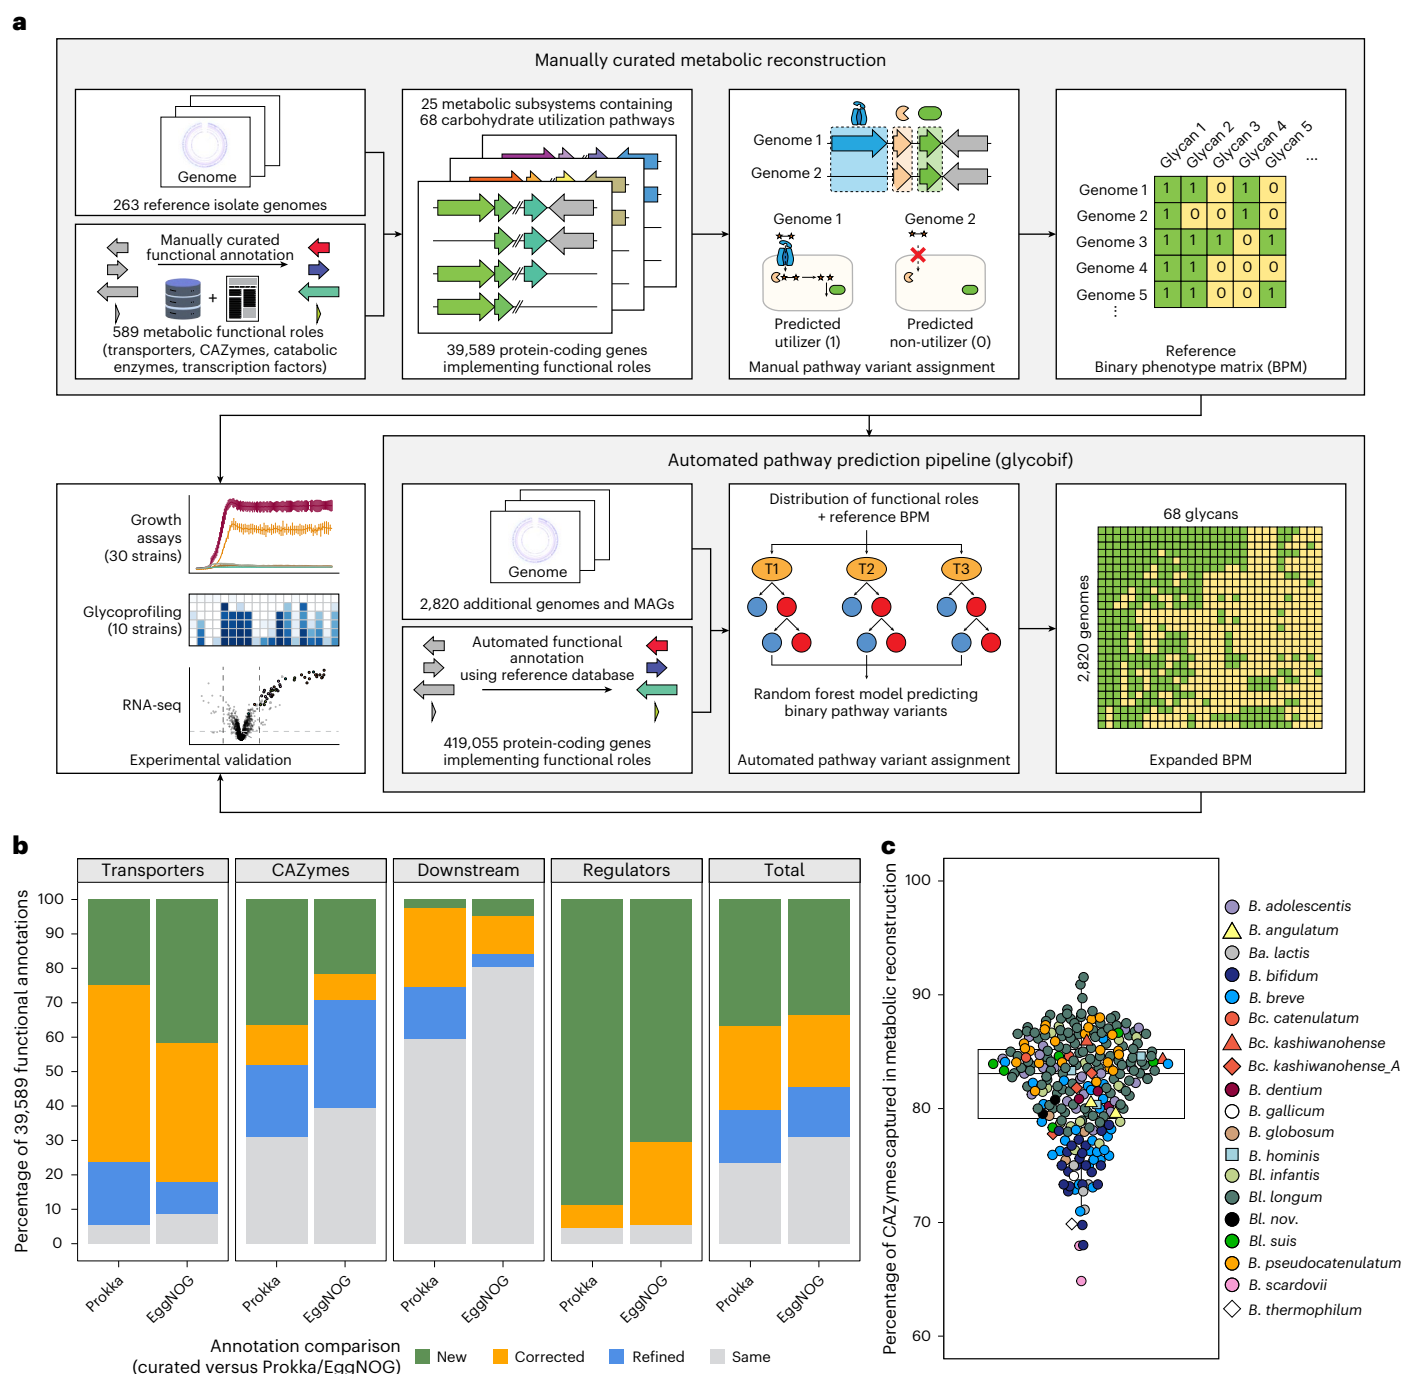 a
Manually curated metabolic reconstruction
Genome
263 reference isolate genomes
Manually curated
functional annotation
+
589 metabolic functional roles
(transporters, CAZymes, catabolic
enzymes, transcription factors)
25 metabolic subsystems containing
68 carbohydrate utilization pathways
39,589 protein-coding genes
implementing functional roles
Genome 1
Genome 2
Genome 1 Genome 2
Predicted
utilizer (1)
Predicted
non-utilizer (0)
Manual pathway variant assignment
Glycan 1 Glycan 2 Glycan 3 Glycan 4 Glycan 5 ...
Genome 1 1 1 0 1 0
Genome 2 1 0 0 1 0
Genome 3 1 1 1 0 1
Genome 4 1 1 0 0 0
Genome 5 1 1 0 0 1
Reference
Binary phenotype matrix (BPM)
Growth
assays
(30 strains)
Glycoprofiling
(10 strains)
RNA-seq
Experimental validation
Automated pathway prediction pipeline (glycobif)
Genome
2,820 additional genomes and MAGs
Automated functional
annotation
using reference database
419,055 protein-coding genes
implementing functional roles
Distribution of functional roles
+ reference BPM
T1 T2 T3
Random forest model predicting
binary pathway variants
Automated pathway variant assignment
68 glycans
2,820 genomes
Expanded BPM
b
Percentage of 39,589 functional annotations
Transporters CAZymes Downstream Regulators Total
100
90
80
70
60
50
40
30
20
10
0
Prokka EggNOG Prokka EggNOG Prokka EggNOG Prokka EggNOG Prokka EggNOG
Annotation comparison
(curated versus Prokka/EggNOG)
New Corrected Refined Same
c
Percentage of CAZymes captured in metabolic reconstruction
100
90
80
70
60
B. adolescentis
B. angulatum
Ba. lactis
B. bifidum
B. breve
Bc. catenulatum
Bc. kashiwanohense
Bc. kashiwanohense_A
B. dentium
B. gallicum
B. globosum
B. hominis
Bl. infantis
Bl. longum
Bl. nov.
Bl. suis
B. pseudocatenulatum
B. scardovii
B. thermophilum